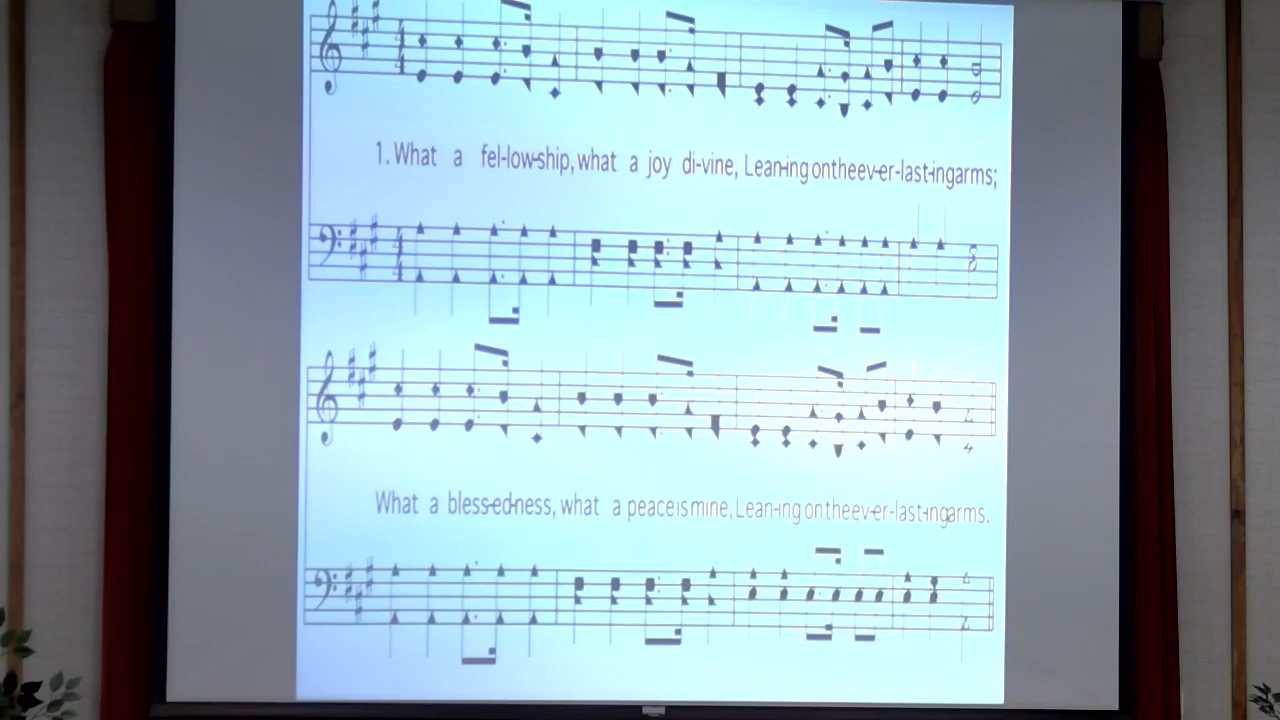 1. What a fel-low-ship, what a joy di-vine, Lean-ing on the ev-er-last-ing arms;
What a bless-ed-ness, what a peace is mine, Lean-ing on the ev-er-last-ing arms.